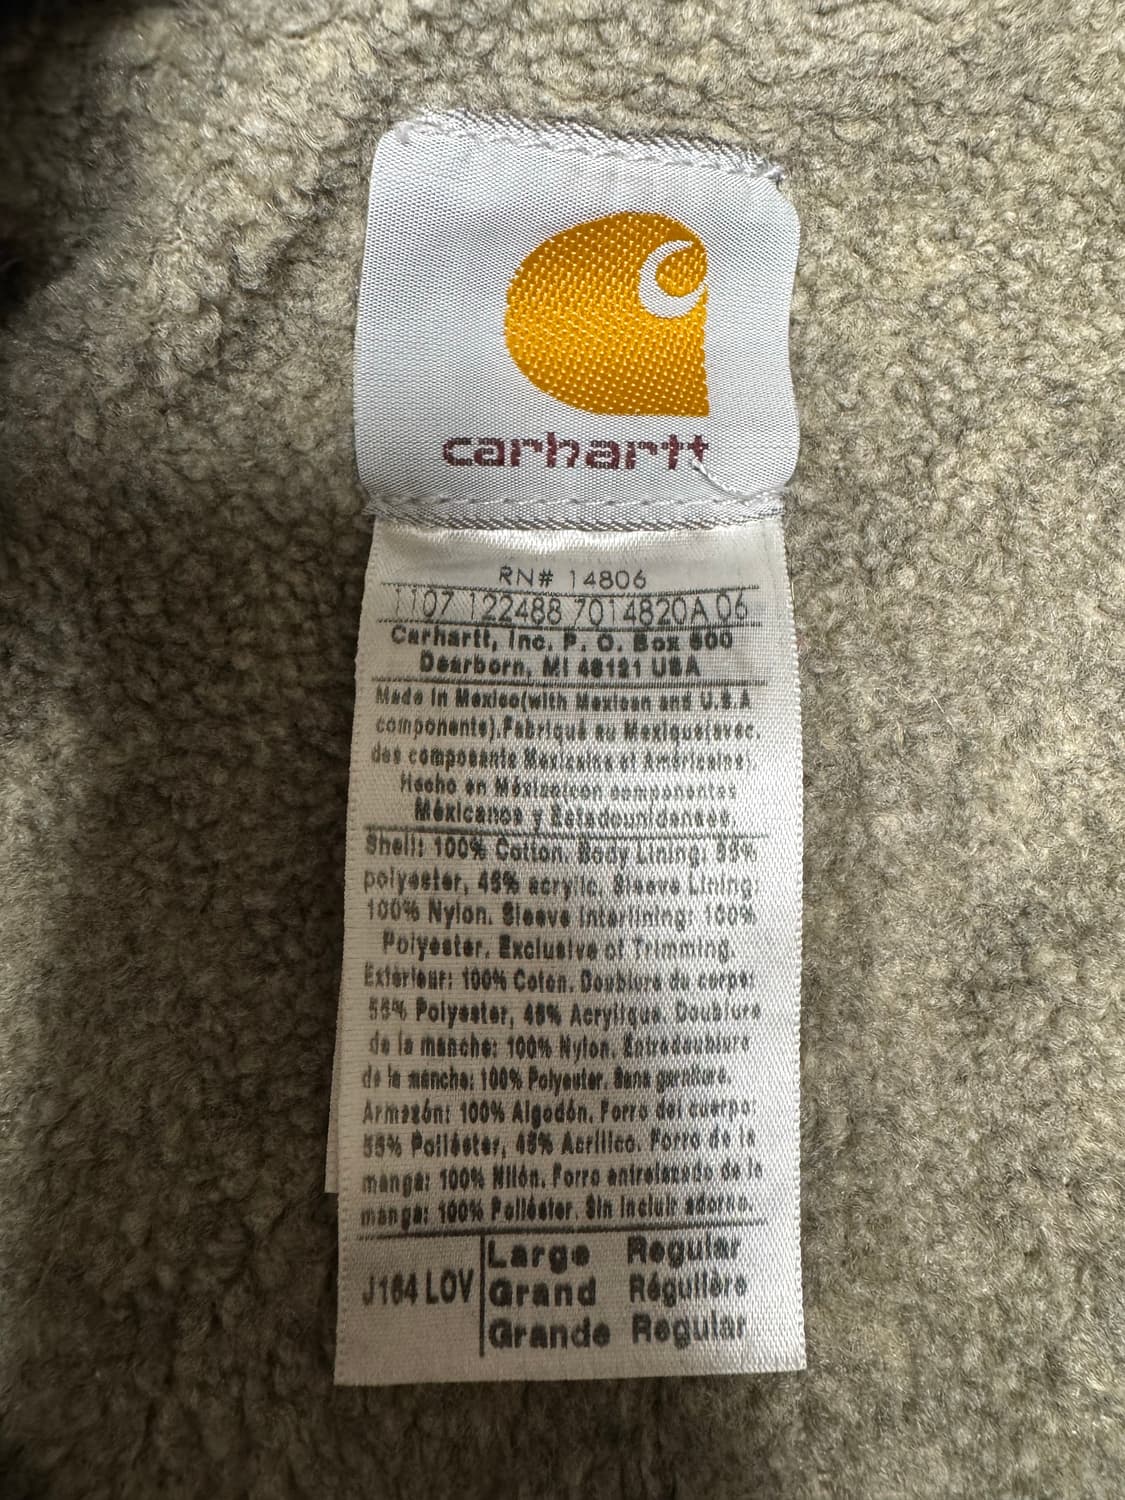 carhartt
RN# 14806
1107 122488 7014820A 06
Carhartt, Inc. P. O. Box 600
Dearborn, MI 48121 USA
Made in Mexico(with Mexican and U.S.A
components).Fabriqué au Mexique(avec.
des composants Mexicains et Américains).
Hecho en México(con componentes
Méxicanos y Estadounidenses.
Shell: 100% Cotton. Body Lining: 55%
polyester, 45% acrylic. Sleeve Lining:
100% Nylon. Sleeve Interlining: 100%
Polyester. Exclusive of Trimming.
Extérieur: 100% Coton. Doublure du corps:
55% Polyester, 45% Acrylique. Doublure
de la manche: 100% Nylon. Entredoublure
de la manche: 100% Polyester. Sans garniture.
Armazón: 100% Algodón. Forro del cuerpo:
55% Poliéster, 45% Acrílico. Forro de la
manga: 100% Nilón. Forro entrelazado de la
manga: 100% Poliéster. Sin incluir adorno.
J184 LOV
Large Regular
Grand Régulière
Grande Regular